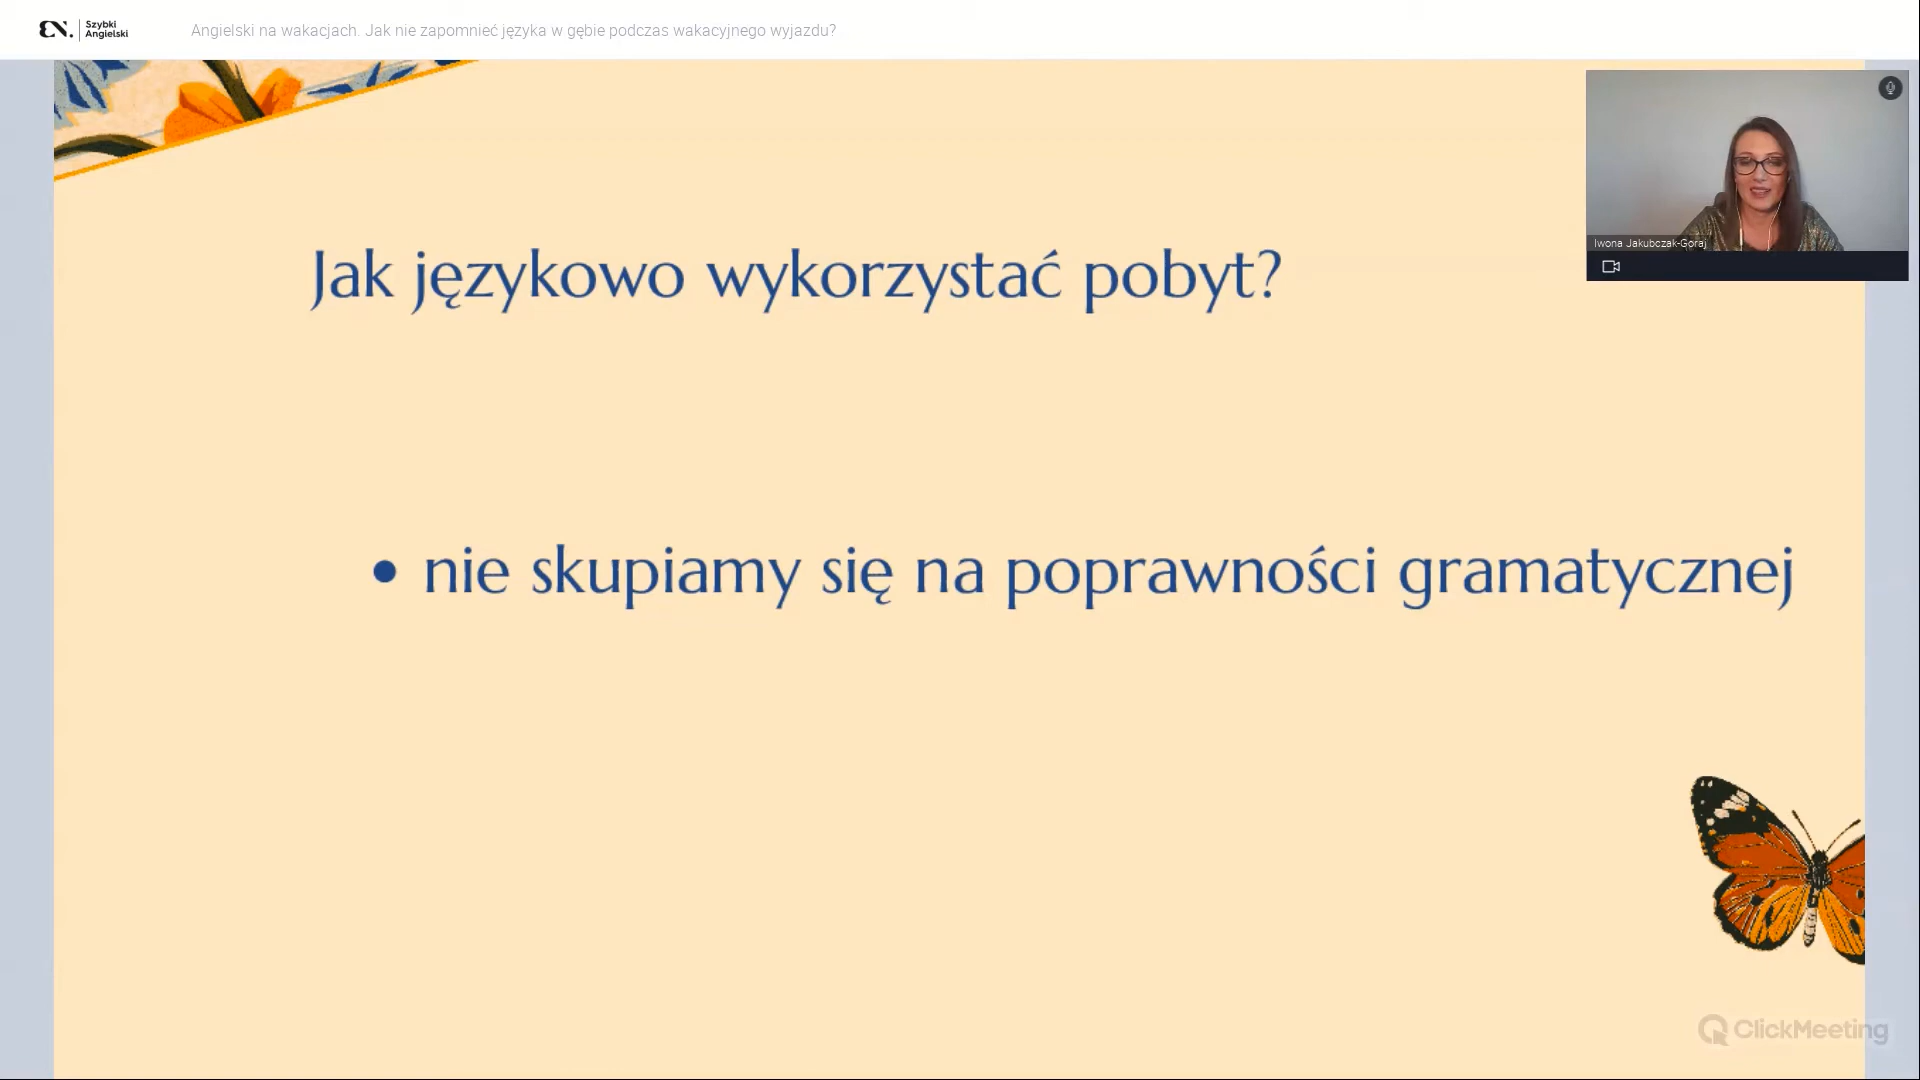 εN. Szybki
Angielski
Angielski na wakacjach. Jak nie zapomnieć języka w gębie podczas wakacyjnego wyjazdu?
Iwona Jakubczak-Goraj
Jak językowo wykorzystać pobyt?
• nie skupiamy się na poprawności gramatycznej
ClickMeeting